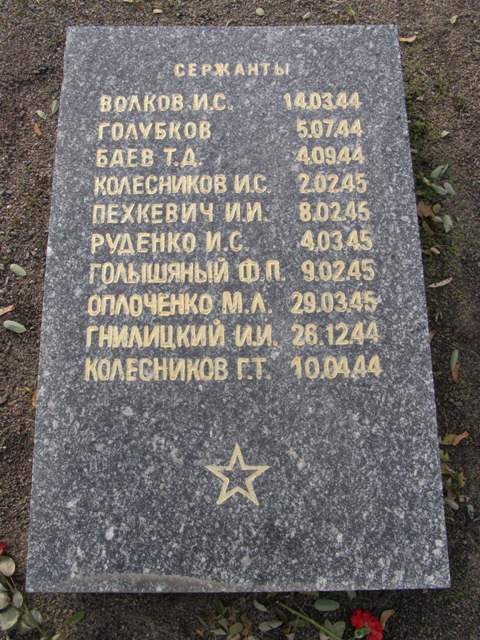 СЕРЖАНТЫ
ВОЛКОВ И.С. 14.03.44
ГОЛУБКОВ 5.07.44
БАЕВ Т.Д. 4.09.44
КОЛЕСНИКОВ И.С. 2.02.45
ПЕХКЕВИЧ И.И. 8.02.45
РУДЕНКО И.С. 4.03.45
ГОЛЫШЯНЫЙ Ф.П. 9.02.45
ОПЛОЧЕНКО М.Л. 29.03.45
ГНИЛИЦКИЙ И.И. 26.12.44
КОЛЕСНИКОВ Г.Т. 10.04.44